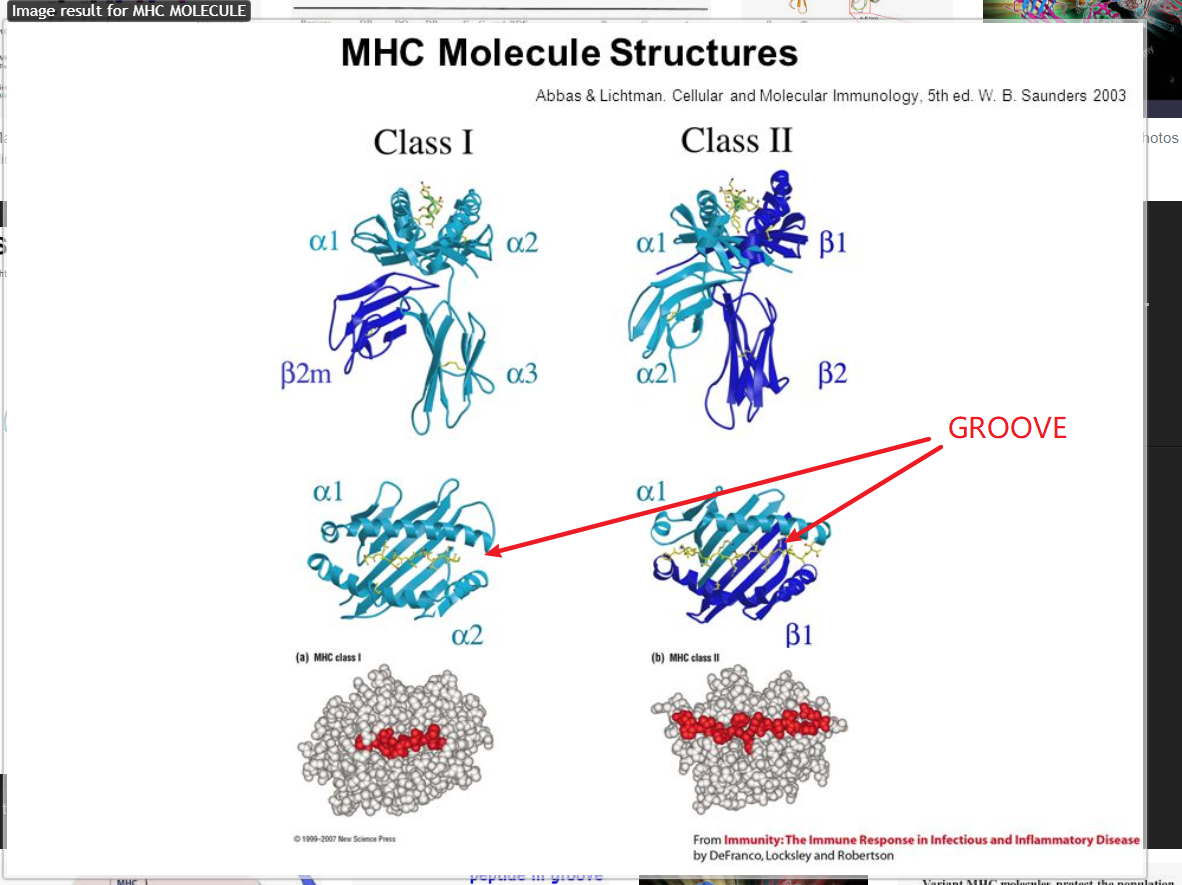 Image result for MHC MOLECULE
MHC Molecule Structures
Abbas & Lichtman. Cellular and Molecular Immunology, 5th ed. W. B. Saunders 2003
hotos
Class I
Class II
α1
α2
α1
β1
β2m
α3
α2
β2
GROOVE
α1
α1
α2
β1
(a) MHC class I
(b) MHC class II
© 1999–2007 New Science Press
From Immunity: The Immune Response in Infectious and Inflammatory Disease
by DeFranco, Locksley and Robertson
MHC I
peptide in groove
Variant MHC molecules protect the population